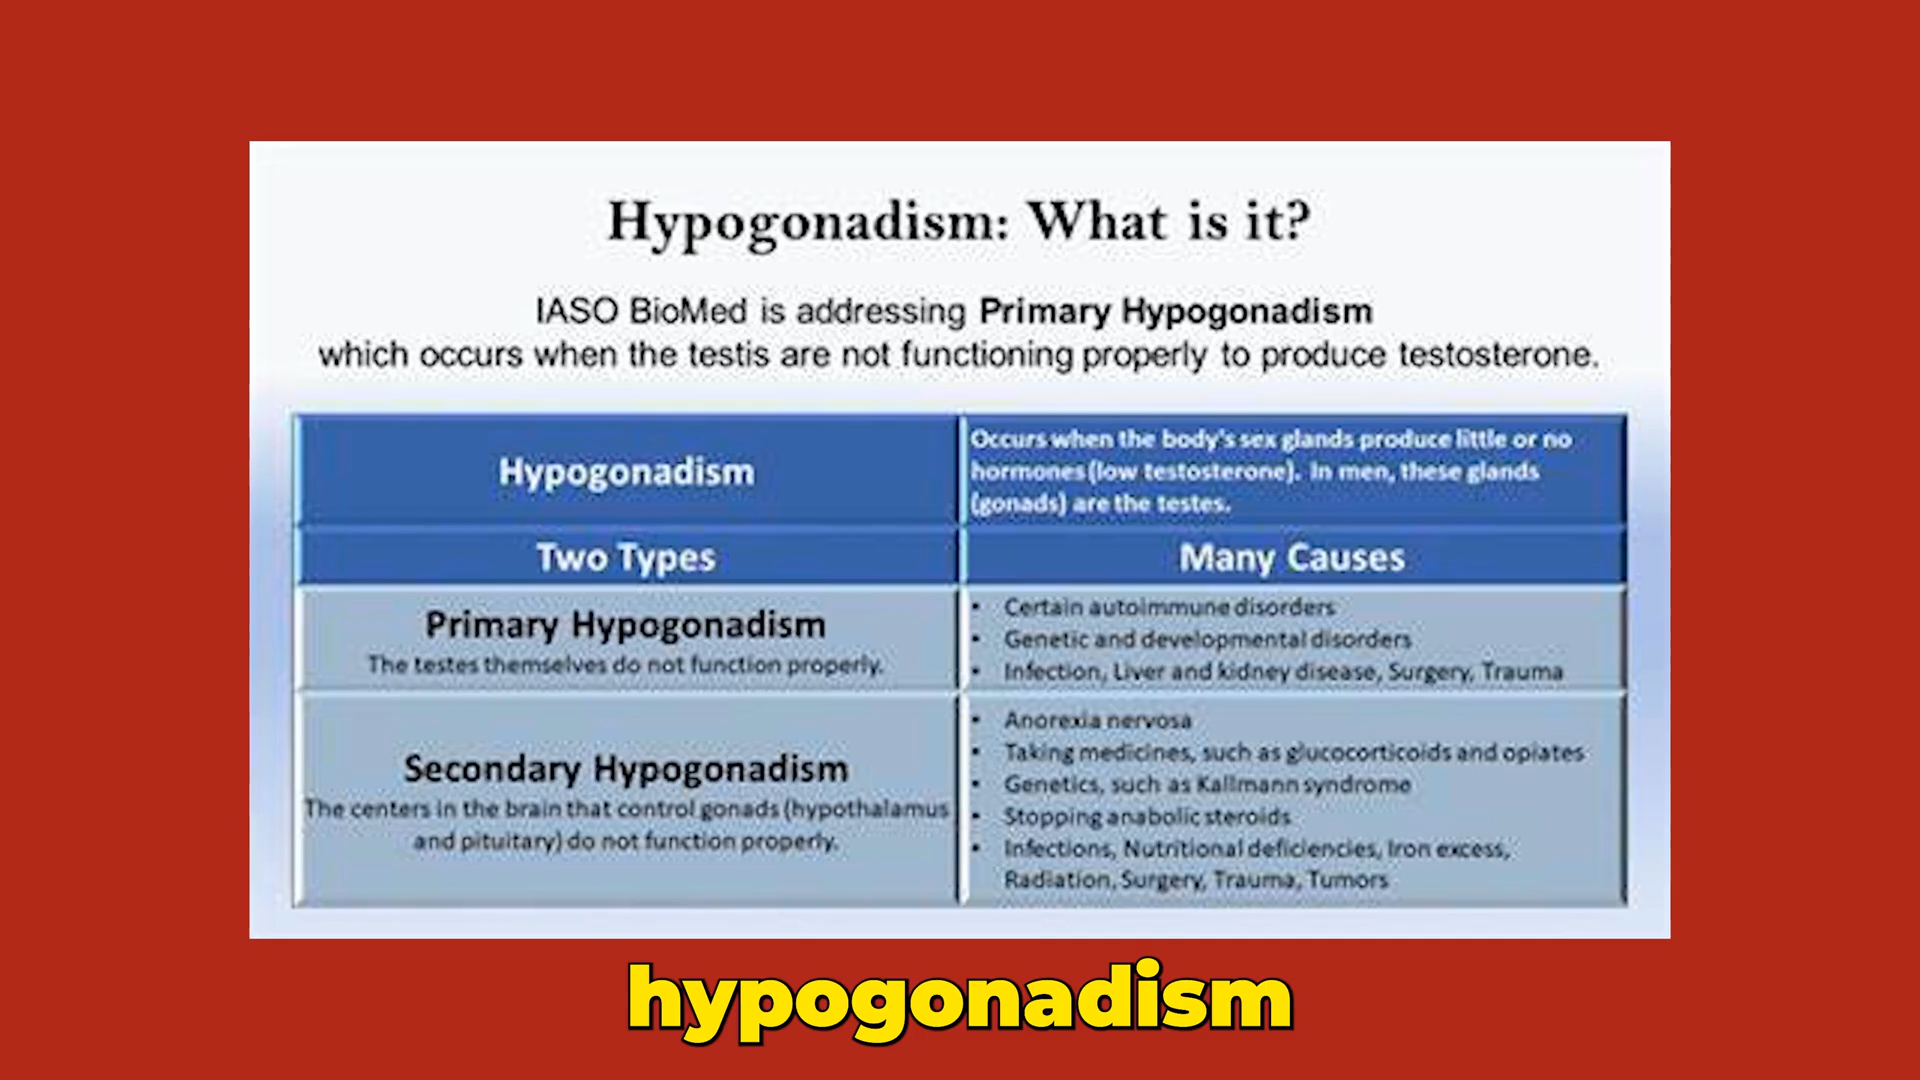 Hypogonadism: What is it?
IASO BioMed is addressing Primary Hypogonadism
which occurs when the testis are not functioning properly to produce testosterone.
Hypogonadism
Occurs when the body's sex glands produce little or no
hormones (low testosterone). In men, these glands
(gonads) are the testes.
Two Types
Many Causes
Primary Hypogonadism
The testes themselves do not function properly.
• Certain autoimmune disorders
• Genetic and developmental disorders
• Infection, Liver and kidney disease, Surgery, Trauma
Secondary Hypogonadism
The centers in the brain that control gonads (hypothalamus
and pituitary) do not function properly.
• Anorexia nervosa
• Taking medicines, such as glucocorticoids and opiates
• Genetics, such as Kallmann syndrome
• Stopping anabolic steroids
• Infections, Nutritional deficiencies, Iron excess,
Radiation, Surgery, Trauma, Tumors
hypogonadism